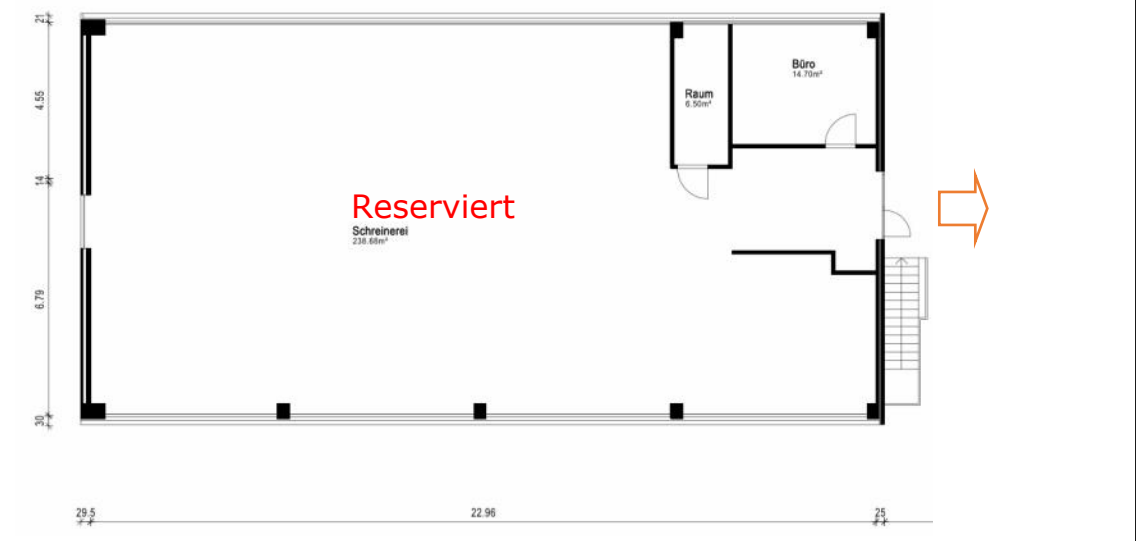 21
Büro
14.70m²
Raum
6.50m²
4.55
14
Reserviert
Schreinerei
238.68m²
6.79
30
29.5
22.96
25